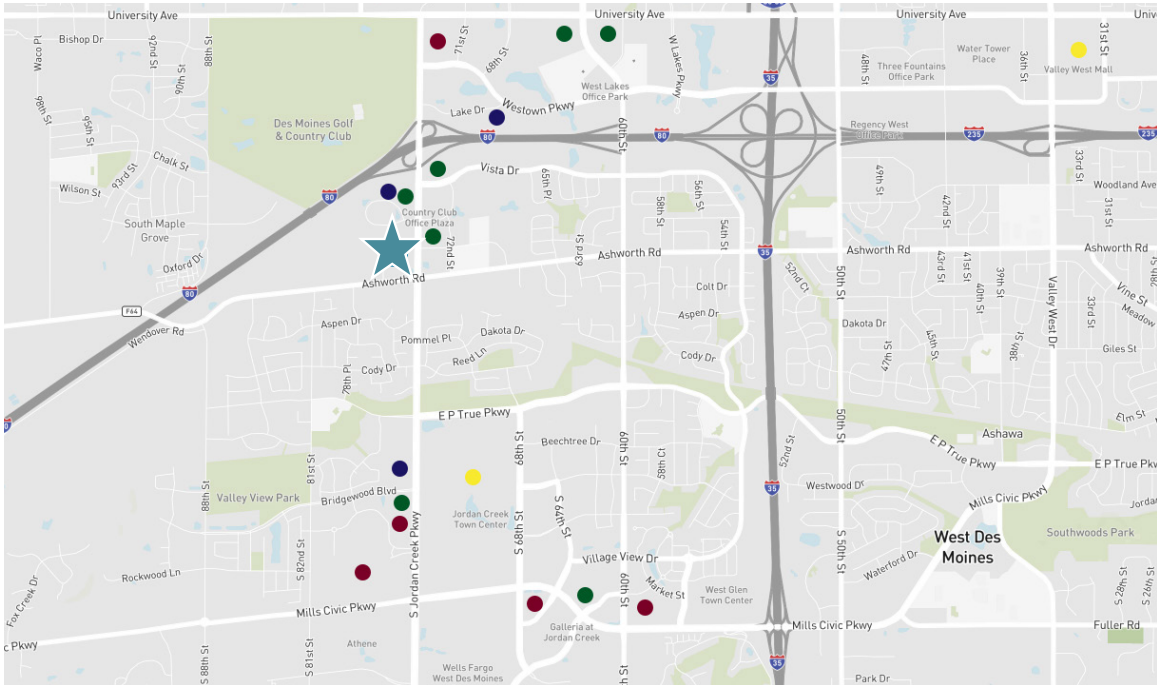 University Ave
University Ave
University Ave
Univers
Waco Pl
Bishop Dr
92nd St
90th St
88th St
71st St
68th St
W Lakes Pkwy
48th St
Water Tower
Place
36th St
31st St
Three Fountains
Office Park
Valley West Mall
35
West Lakes
Office Park
98th St
95th St
Lake Dr
Westown Pkwy
Des Moines Golf
& Country Club
60th St
Regency West
80
80
235
235
Chalk St
93rd St
Wilson St
Vista Dr
65th Pl
56th St
58th St
49th St
33rd St
Woodland Ave
80
South Maple
Grove
Country Club
Office Plaza
72nd St
63rd St
54th St
42nd St
31st St
Ashworth Rd
35
Ashworth Rd
Ashworth Rd
Oxford Dr
80
Ashworth Rd
Colt Dr
52nd Ct
50th St
43rd St
41st St
40th St
39th St
28th St
Vine St
Valley West Dr
F64
Wendover Rd
Aspen Dr
Dakota Dr
Aspen Dr
Dakota Dr
33rd St
Meadow
Pommel Pl
Reed Ln
Cody Dr
Cody Dr
47th St
45th St
38th St
Giles St
78th Pl
E P True Pkwy
50th St
Elm St
Ashawa
68th St
Beechtree Dr
60th St
58th Ct
52nd St
E P True Pkwy
E P True Pkwy
81st St
88th St
Valley View Park
Bridgewood Blvd
Jordan Creek
Town Center
S 64th St
35
Westwood Dr
Mills Civic Pkwy
Jordan
S 82nd St
S Jordan Creek Pkwy
S 68th St
S 50th St
West Des
Moines
Southwoods Park
Village View Dr
Rockwood Ln
Fox Creek Dr
60th St
Market St
West Glen
Town Center
Waterford Dr
S 28th St
S 26th St
Mills Civic Pkwy
Galleria at
Jordan Creek
Mills Civic Pkwy
Fuller Rd
c Pkwy
Athene
S 88th St
S 81st St
Wells Fargo
West Des Moines
35
Park Dr